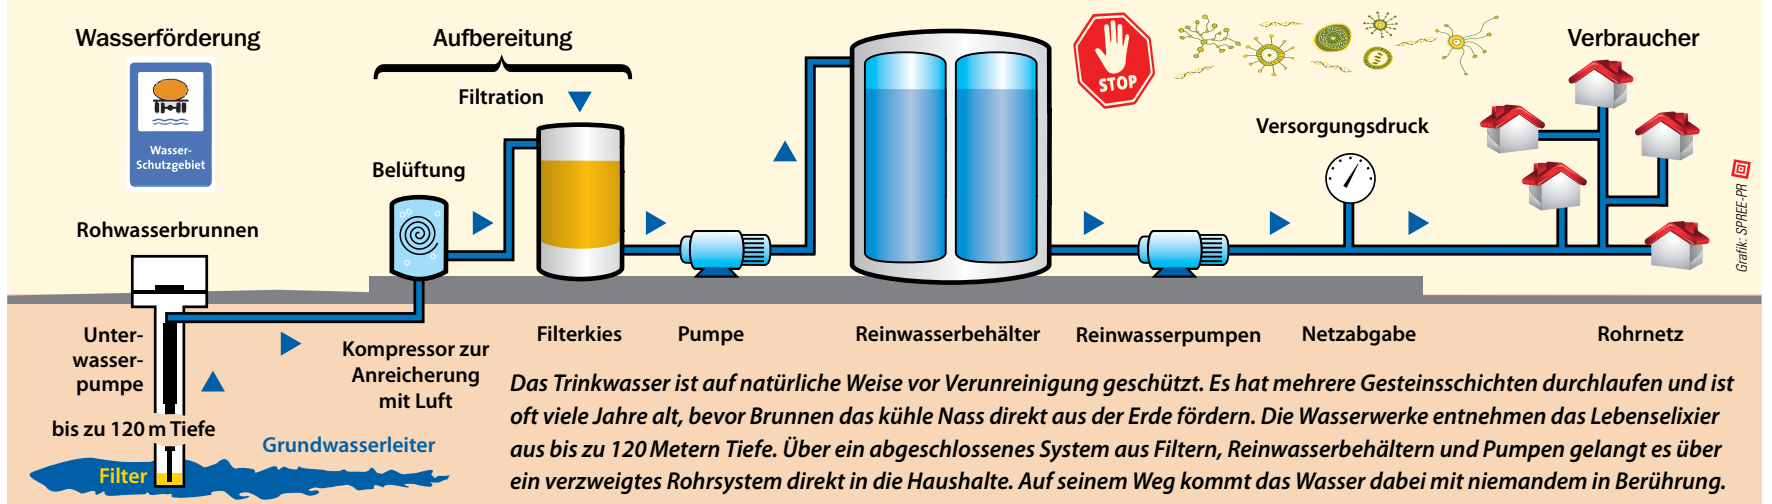 Wasserförderung
Aufbereitung
Verbraucher
Filtration
STOP
Wasser-
Schutzgebiet
Versorgungsdruck
Belüftung
Rohwasserbrunnen
Grafik: SPREE-PR
Unter-
wasser-
pumpe
bis zu 120 m Tiefe
Grundwasserleiter
Filter
Kompressor zur
Anreicherung
mit Luft
Filterkies
Pumpe
Reinwasserbehälter
Reinwasserpumpen
Netzabgabe
Rohrnetz
Das Trinkwasser ist auf natürliche Weise vor Verunreinigung geschützt. Es hat mehrere Gesteinsschichten durchlaufen und ist
oft viele Jahre alt, bevor Brunnen das kühle Nass direkt aus der Erde fördern. Die Wasserwerke entnehmen das Lebenselixier
aus bis zu 120 Metern Tiefe. Über ein abgeschlossenes System aus Filtern, Reinwasserbehältern und Pumpen gelangt es über
ein verzweigtes Rohrsystem direkt in die Haushalte. Auf seinem Weg kommt das Wasser dabei mit niemandem in Berührung.